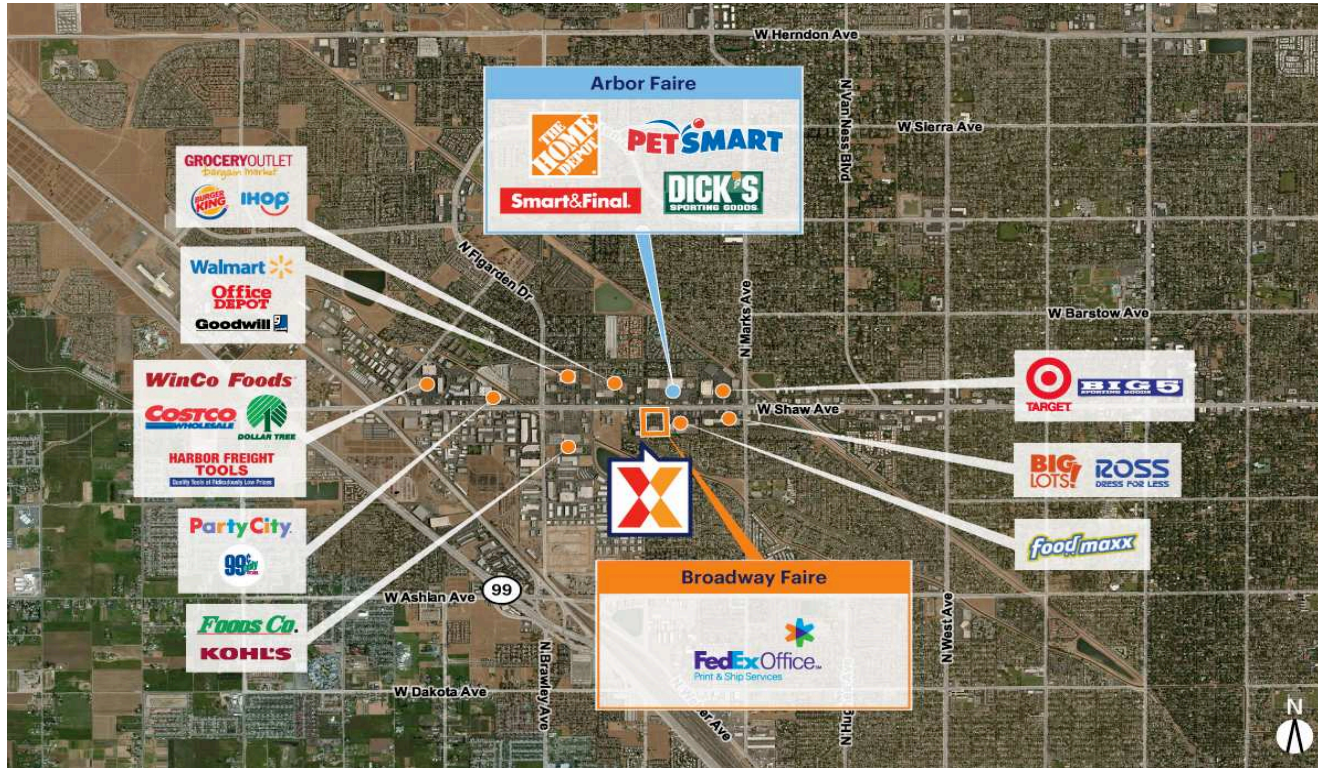 W Herndon Ave
N Van Ness Blvd
W Sierra Ave
Arbor Faire
THE
HOME
DEPOT
PETSMART
Smart&Final.
DICK'S
SPORTING GOODS
GROCERY OUTLET
bargain market
BURGER
KING
IHOP
N Figarden Dr
Walmart
Office
DEPOT
Goodwill
N Marks Ave
W Barstow Ave
WinCo Foods
COSTCO
WHOLESALE
DOLLAR TREE
HARBOR FREIGHT
TOOLS
Quality Tools at Ridiculously Low Prices
W Shaw Ave
TARGET
BIG 5
SPORTING GOODS
BIG
LOTS!
ROSS
DRESS FOR LESS
Party City.
99¢
only
foodmaxx
Foods Co.
KOHL'S
W Ashlan Ave
99
Broadway Faire
FedEx Office
Print & Ship Services
N Brawley Ave
W Dakota Ave
N West Ave
N